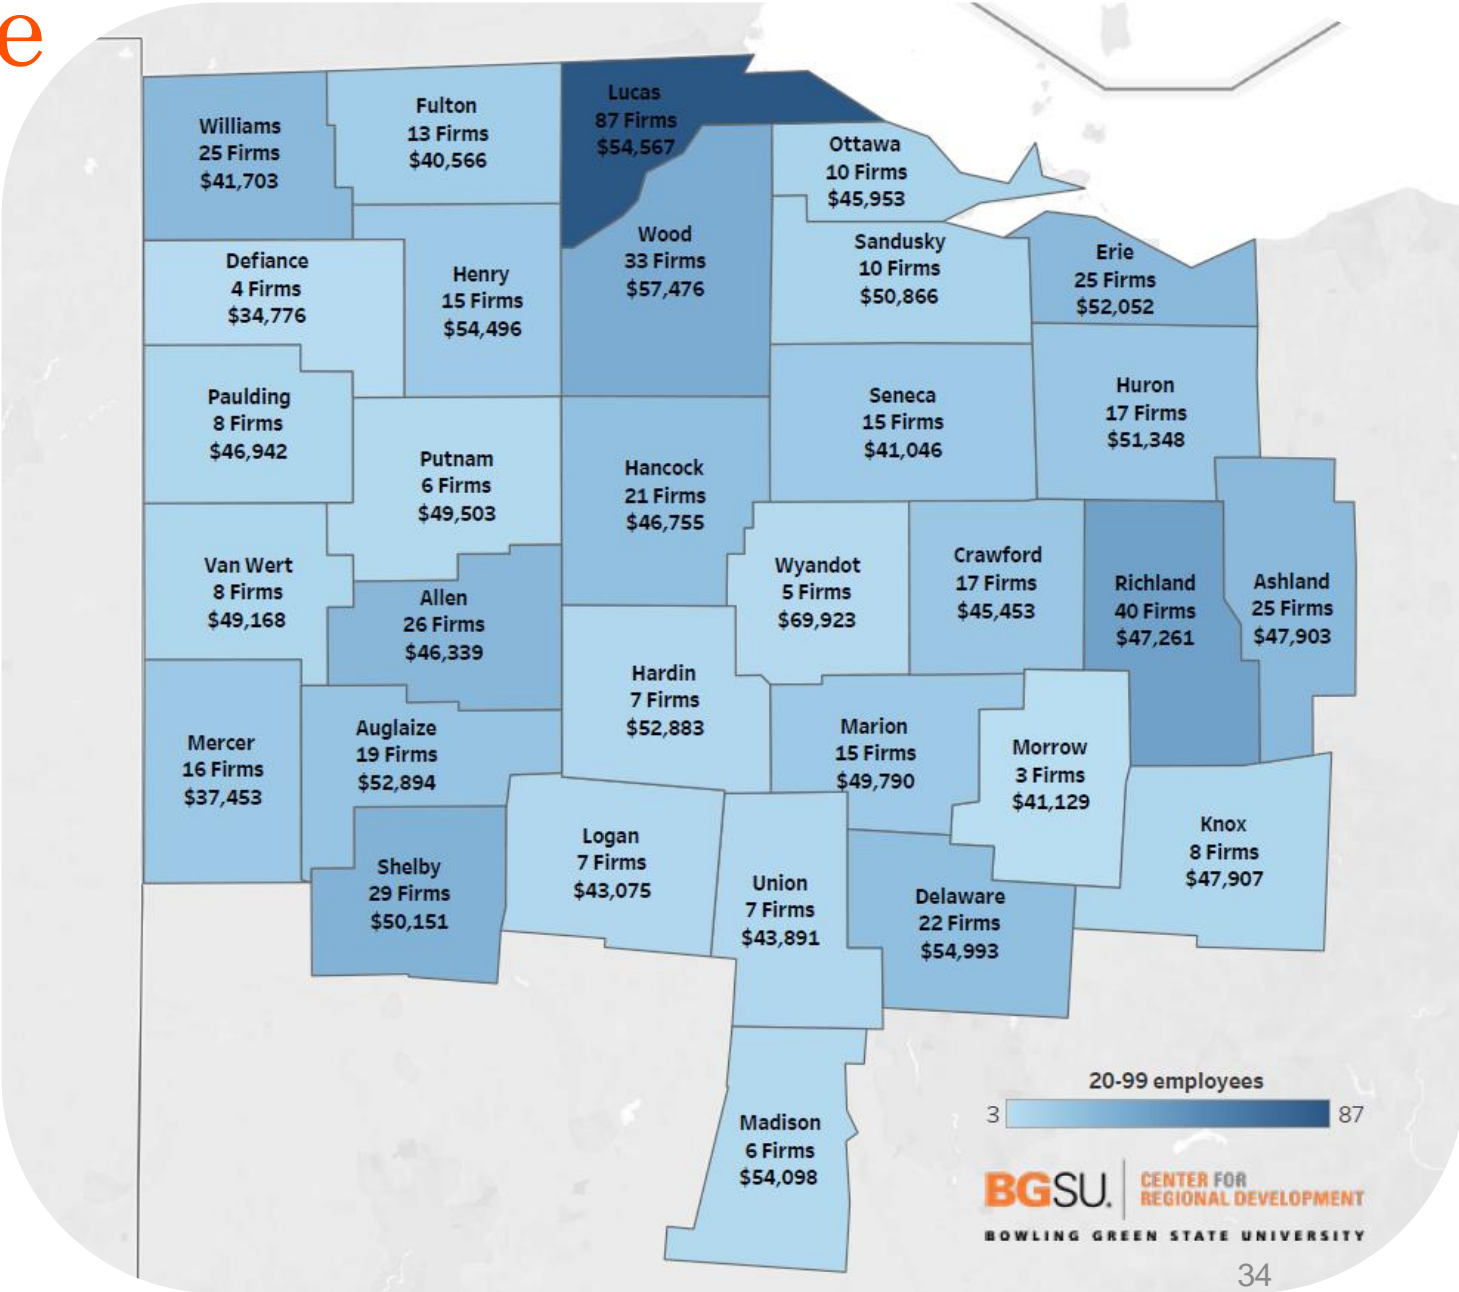 e
Williams
25 Firms
$41,703
Fulton
13 Firms
$40,566
Lucas
87 Firms
$54,567
Ottawa
10 Firms
$45,953
Wood
33 Firms
$57,476
Sandusky
10 Firms
$50,866
Erie
25 Firms
$52,052
Defiance
4 Firms
$34,776
Henry
15 Firms
$54,496
Paulding
8 Firms
$46,942
Putnam
6 Firms
$49,503
Hancock
21 Firms
$46,755
Seneca
15 Firms
$41,046
Huron
17 Firms
$51,348
Van Wert
8 Firms
$49,168
Allen
26 Firms
$46,339
Wyandot
5 Firms
$69,923
Crawford
17 Firms
$45,453
Richland
40 Firms
$47,261
Ashland
25 Firms
$47,903
Hardin
7 Firms
$52,883
Mercer
16 Firms
$37,453
Auglaize
19 Firms
$52,894
Marion
15 Firms
$49,790
Morrow
3 Firms
$41,129
Knox
8 Firms
$47,907
Shelby
29 Firms
$50,151
Logan
7 Firms
$43,075
Union
7 Firms
$43,891
Delaware
22 Firms
$54,993
Madison
6 Firms
$54,098
20-99 employees
3 87
BGSU. CENTER FOR
REGIONAL DEVELOPMENT
BOWLING GREEN STATE UNIVERSITY
34